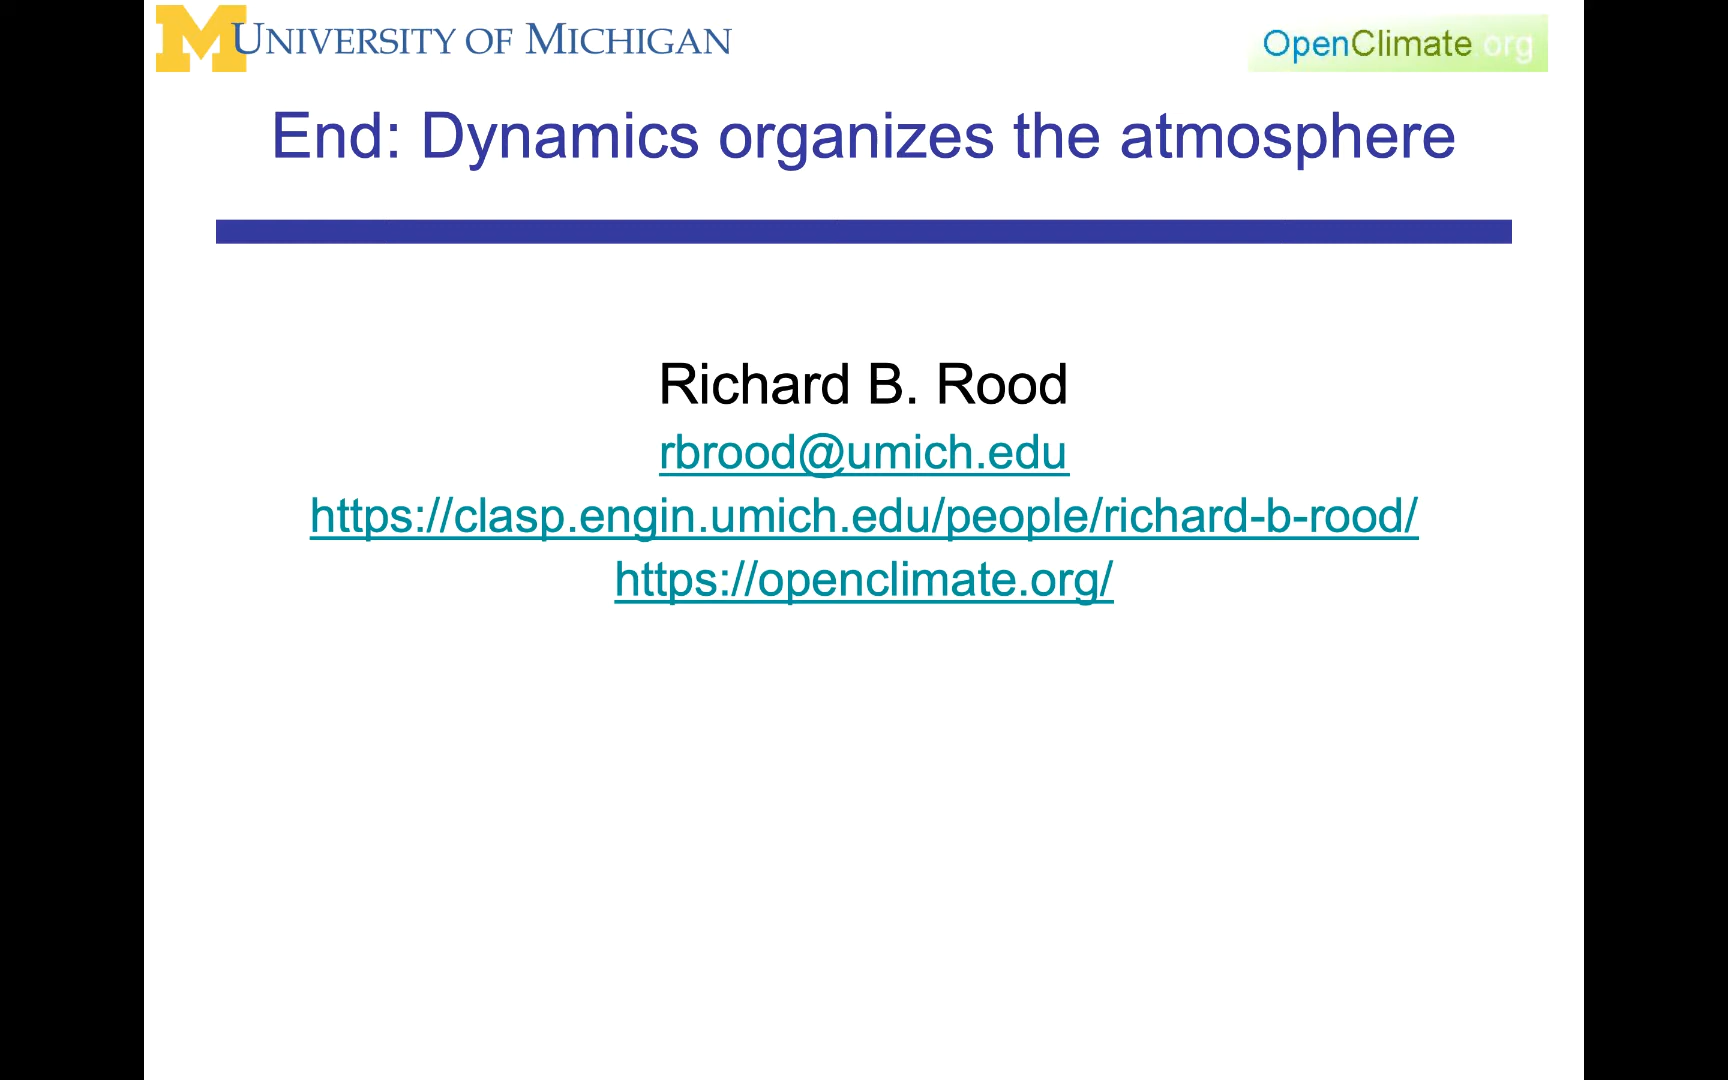 M UNIVERSITY OF MICHIGAN
OpenClimate.org
End: Dynamics organizes the atmosphere
Richard B. Rood
rbrood@umich.edu
https://clasp.engin.umich.edu/people/richard-b-rood/
https://openclimate.org/